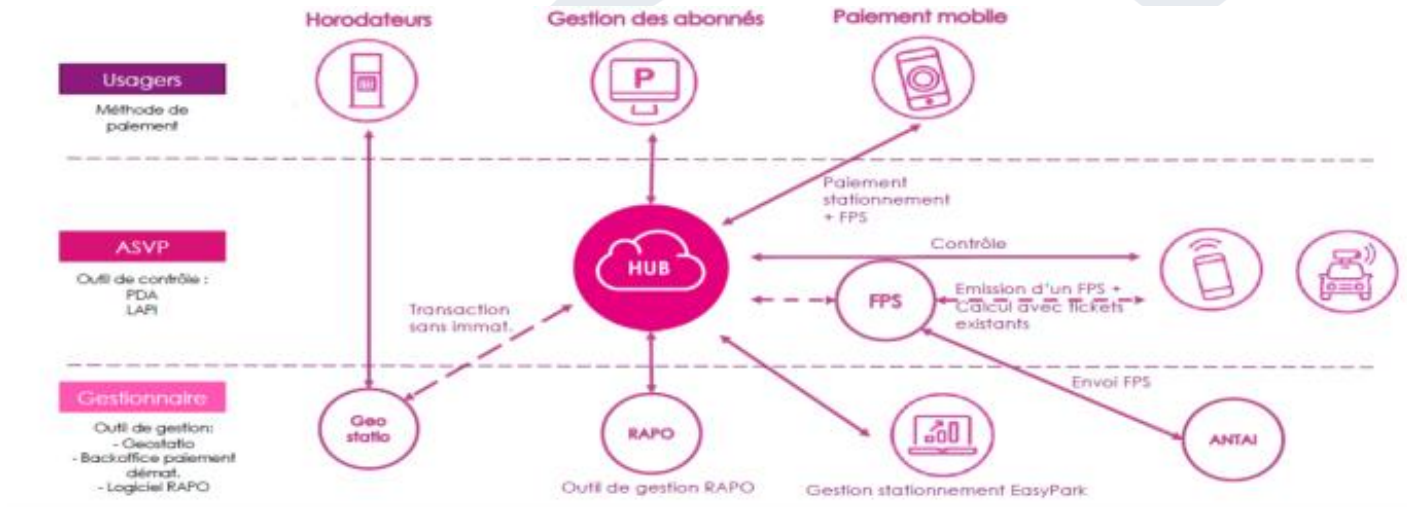 Horodateurs
Gestion des abonnés
Paiement mobile
P
Usagers
Méthode de
paiement
Paiement
stationnement
+ FPS
ASVP
Outil de contrôle :
PDA
LAPI
HUB
Contrôle
FPS
Emission d'un FPS +
Calcul avec tickets
existants
Transaction
sans immat.
Envoi FPS
Gestionnaire
Outil de gestion:
- Geostatio
- Backoffice paiement
démat.
- Logiciel RAPO
Geo
statio
RAPO
Outil de gestion RAPO
Gestion stationnement EasyPark
ANTAI